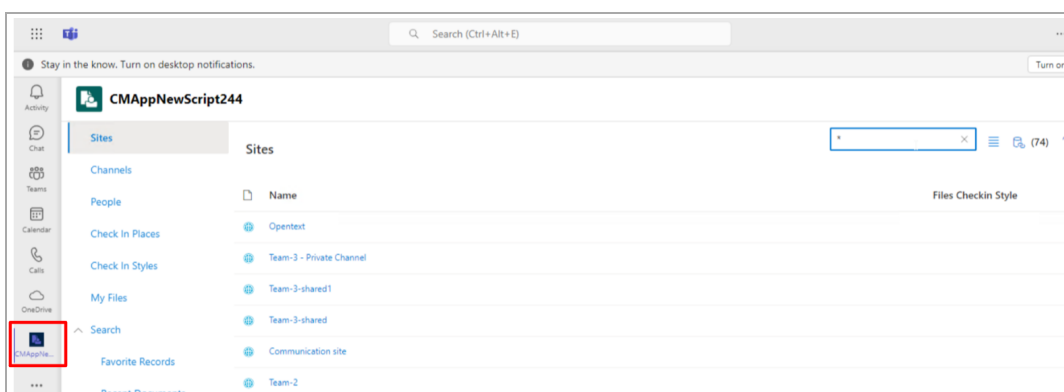 Search (Ctrl+Alt+E)
Stay in the know. Turn on desktop notifications.
Turn on
Activity
Chat
Teams
Calendar
Calls
OneDrive
CMAppNe...
CMAppNewScript244
Sites
Channels
People
Check In Places
Check In Styles
My Files
Search
Favorite Records
Sites
*
(74)
Name
Files Checkin Style
Opentext
Team-3 - Private Channel
Team-3-shared1
Team-3-shared
Communication site
Team-2